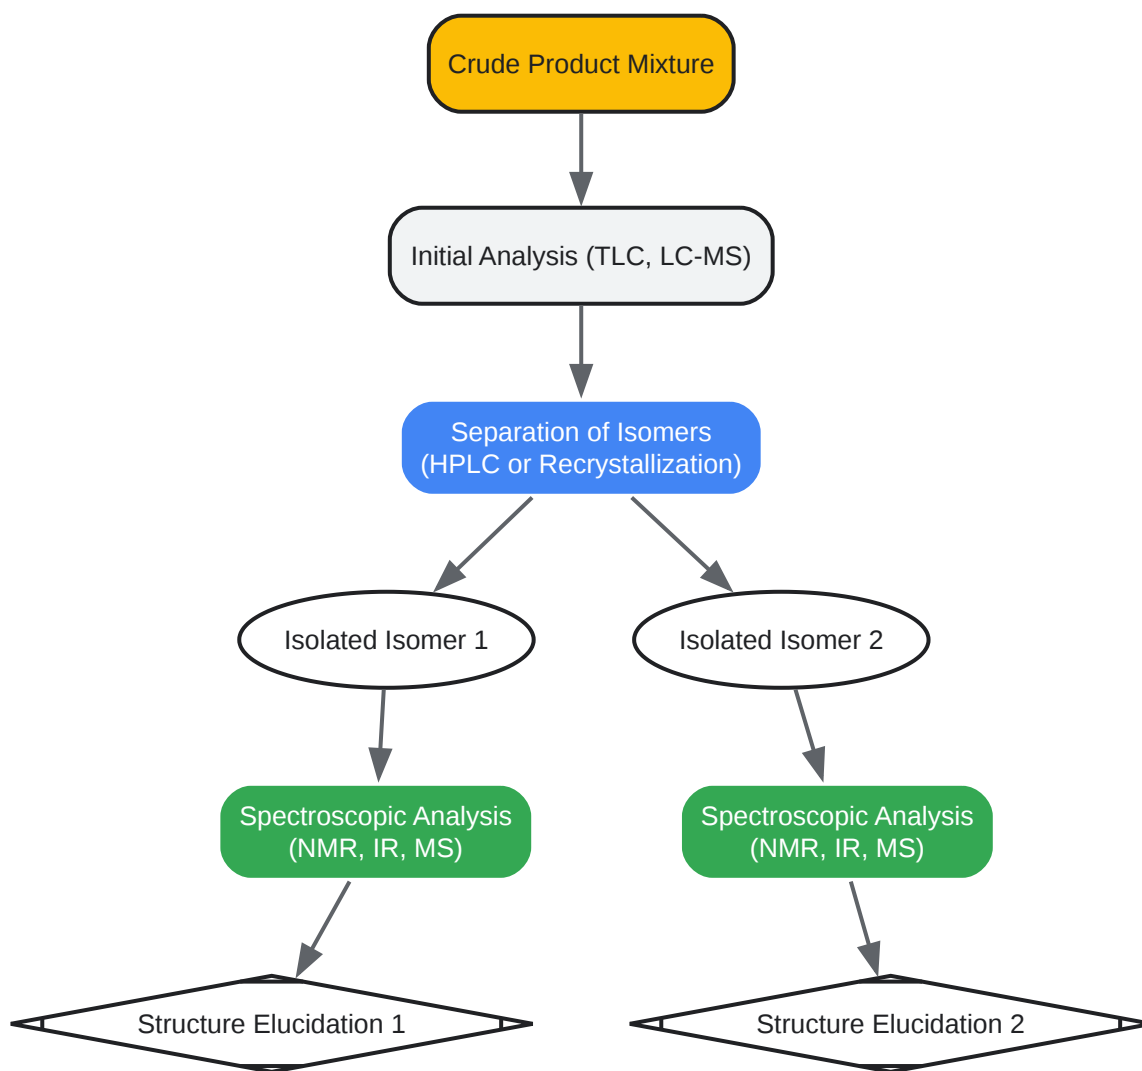 Crude Product Mixture
Initial Analysis (TLC, LC-MS)
Separation of Isomers
(HPLC or Recrystallization)
Isolated Isomer 1
Isolated Isomer 2
Spectroscopic Analysis
(NMR, IR, MS)
Spectroscopic Analysis
(NMR, IR, MS)
Structure Elucidation 1
Structure Elucidation 2